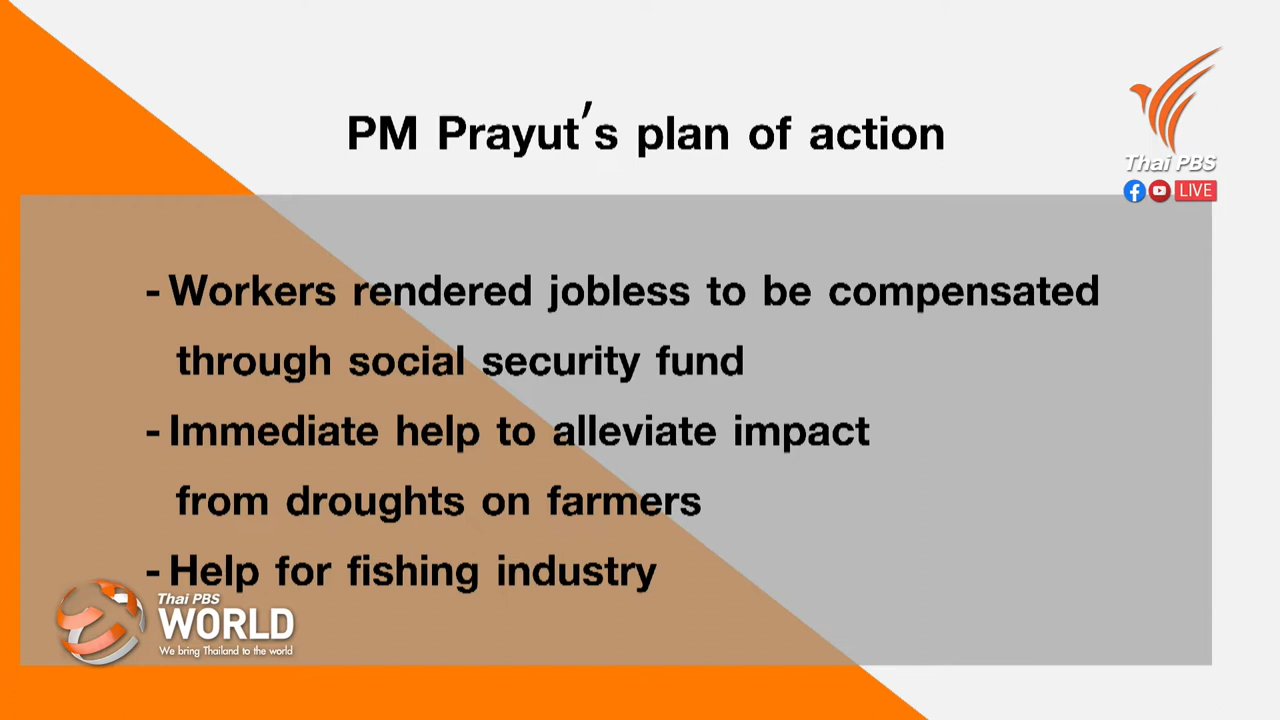 PM Prayut's plan of action
Thai PBS
LIVE
- Workers rendered jobless to be compensated
through social security fund
- Immediate help to alleviate impact
from droughts on farmers
- Help for fishing industry
Thai PBS
WORLD
We bring Thailand to the world